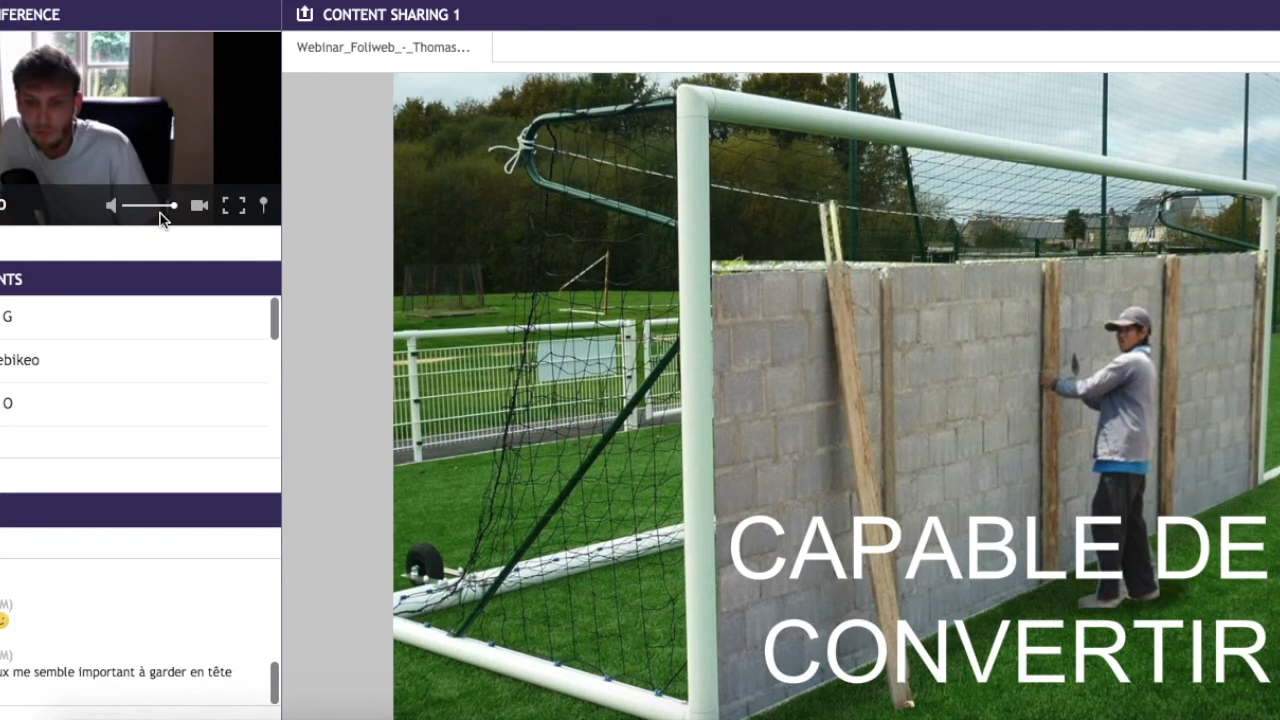 FERENCE
CONTENT SHARING 1
Webinar_Foliweb_-_Thomas...
O
NTS
G
ebikeo
O
CAPABLE DE
CONVERTIR
M)
M)
ux me semble important à garder en tête